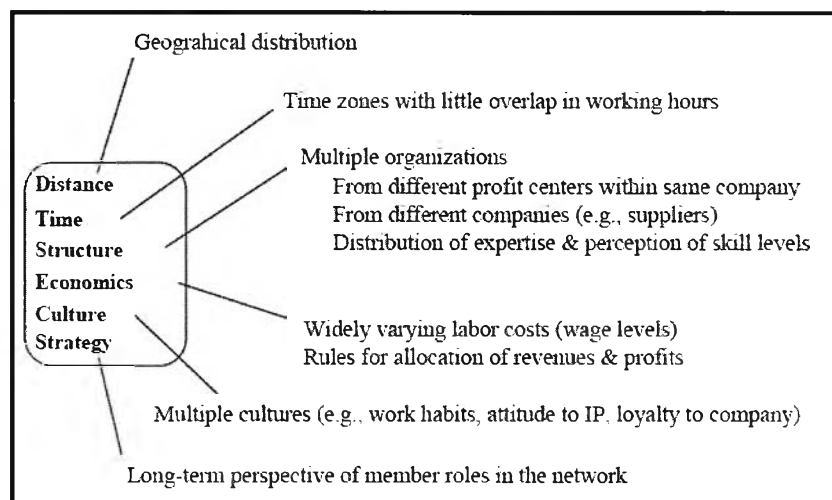 Geograhical distribution
Time zones with little overlap in working hours
Multiple organizations
From different profit centers within same company
From different companies (e.g., suppliers)
Distribution of expertise & perception of skill levels
Distance
Time
Structure
Economics
Culture
Strategy
Widely varying labor costs (wage levels)
Rules for allocation of revenues & profits
Multiple cultures (e.g., work habits, attitude to IP, loyalty to company)
Long-term perspective of member roles in the network